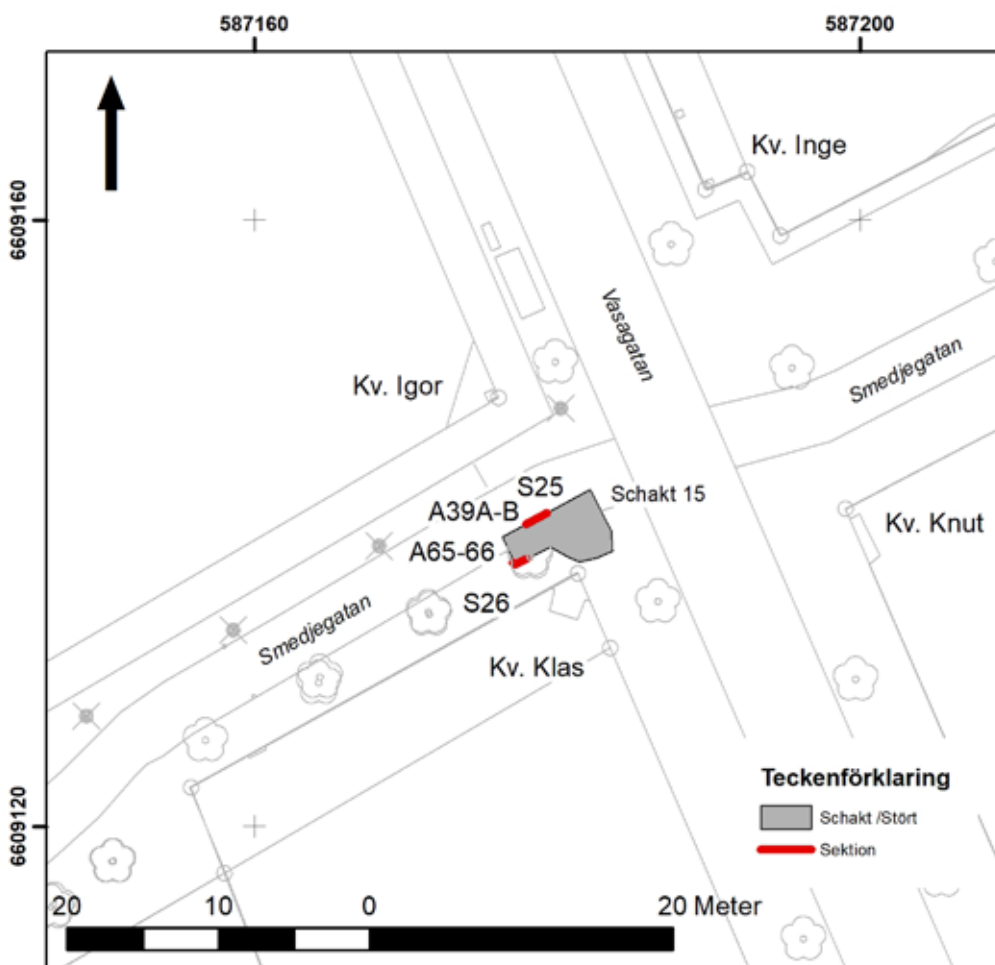 587160
587200
Kv. Inge
6609160
Vasagatan
Smedjegatan
Kv. Igor
S25
Schakt 15
A39A-B
Kv. Knut
A65-66
S26
Smedjegatan
Kv. Klas
Teckenförklaring
Schakt /Stört
Sektion
6609120
20 10 0 20 Meter